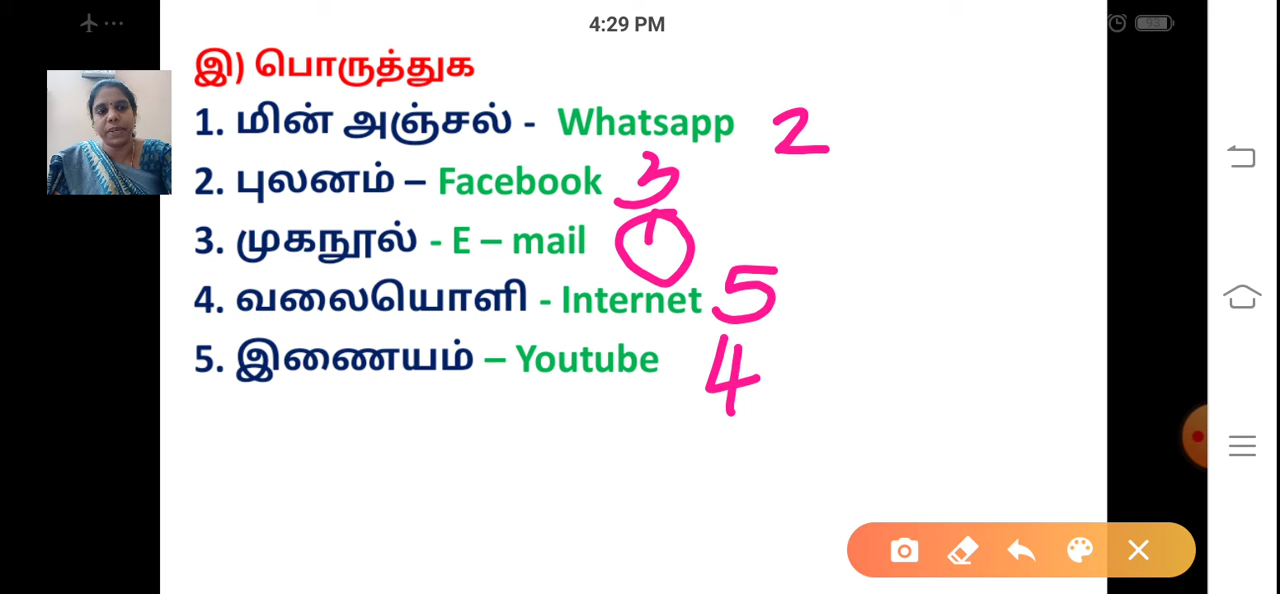 4:29 PM
93
இ) பொருத்துக
1. மின் அஞ்சல் - Whatsapp 2
2. புலனம் – Facebook 3
3. முகநூல் - E – mail 1
4. வலையொளி - Internet 5
5. இணையம் – Youtube 4